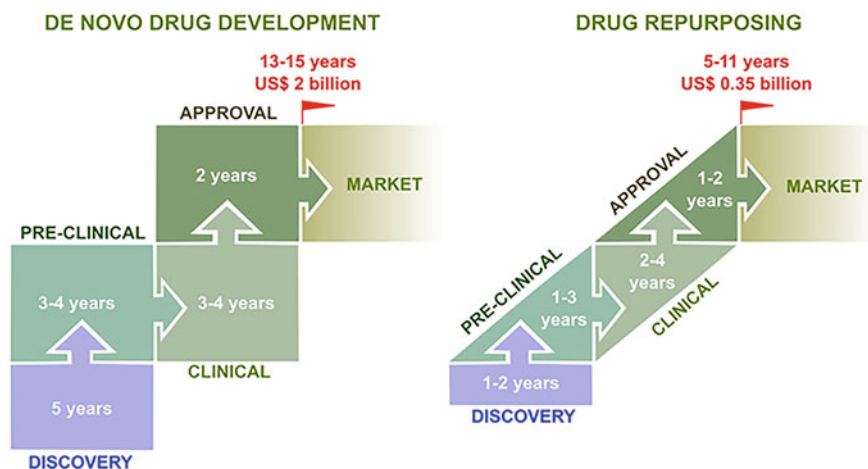 DE NOVO DRUG DEVELOPMENT
13-15 years
US$ 2 billion
APPROVAL
2 years
MARKET
PRE-CLINICAL
3-4 years
3-4 years
CLINICAL
5 years
DISCOVERY
DRUG REPURPOSING
5-11 years
US$ 0.35 billion
APPROVAL
1-2
years
MARKET
PRE-CLINICAL
1-3
years
2-4
years
CLINICAL
1-2 years
DISCOVERY